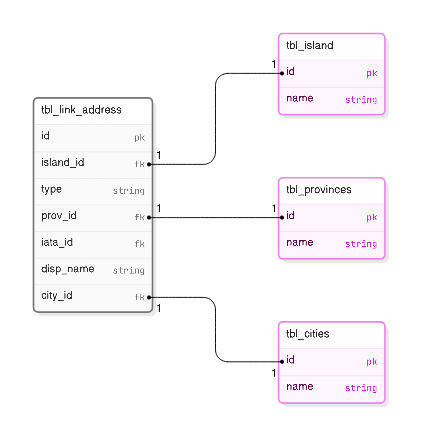 tbl_link_address
id pk
island_id fk
type string
prov_id fk
iata_id fk
disp_name string
city_id fk
1
1
1
tbl_island
1
id pk
name string
tbl_provinces
1
id pk
name string
tbl_cities
id pk
1
name string